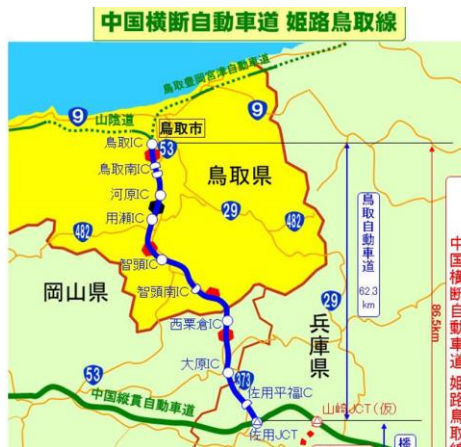 中国横断自動車道 姫路鳥取線
鳥取豊岡宮津自動車道
9
山陰道
9
鳥取市
鳥取IC
53
鳥取南IC
鳥取県
河原IC
29
482
用瀬IC
482
鳥取自動車道
62.3
km
智頭IC
智頭南IC
岡山県
29
86.5km
中国横断自動車道 姫路鳥取線
西粟倉IC
兵庫県
大原IC
373
53
佐用平福IC
中国縦貫自動車道
山崎JCT(仮)
佐用JCT